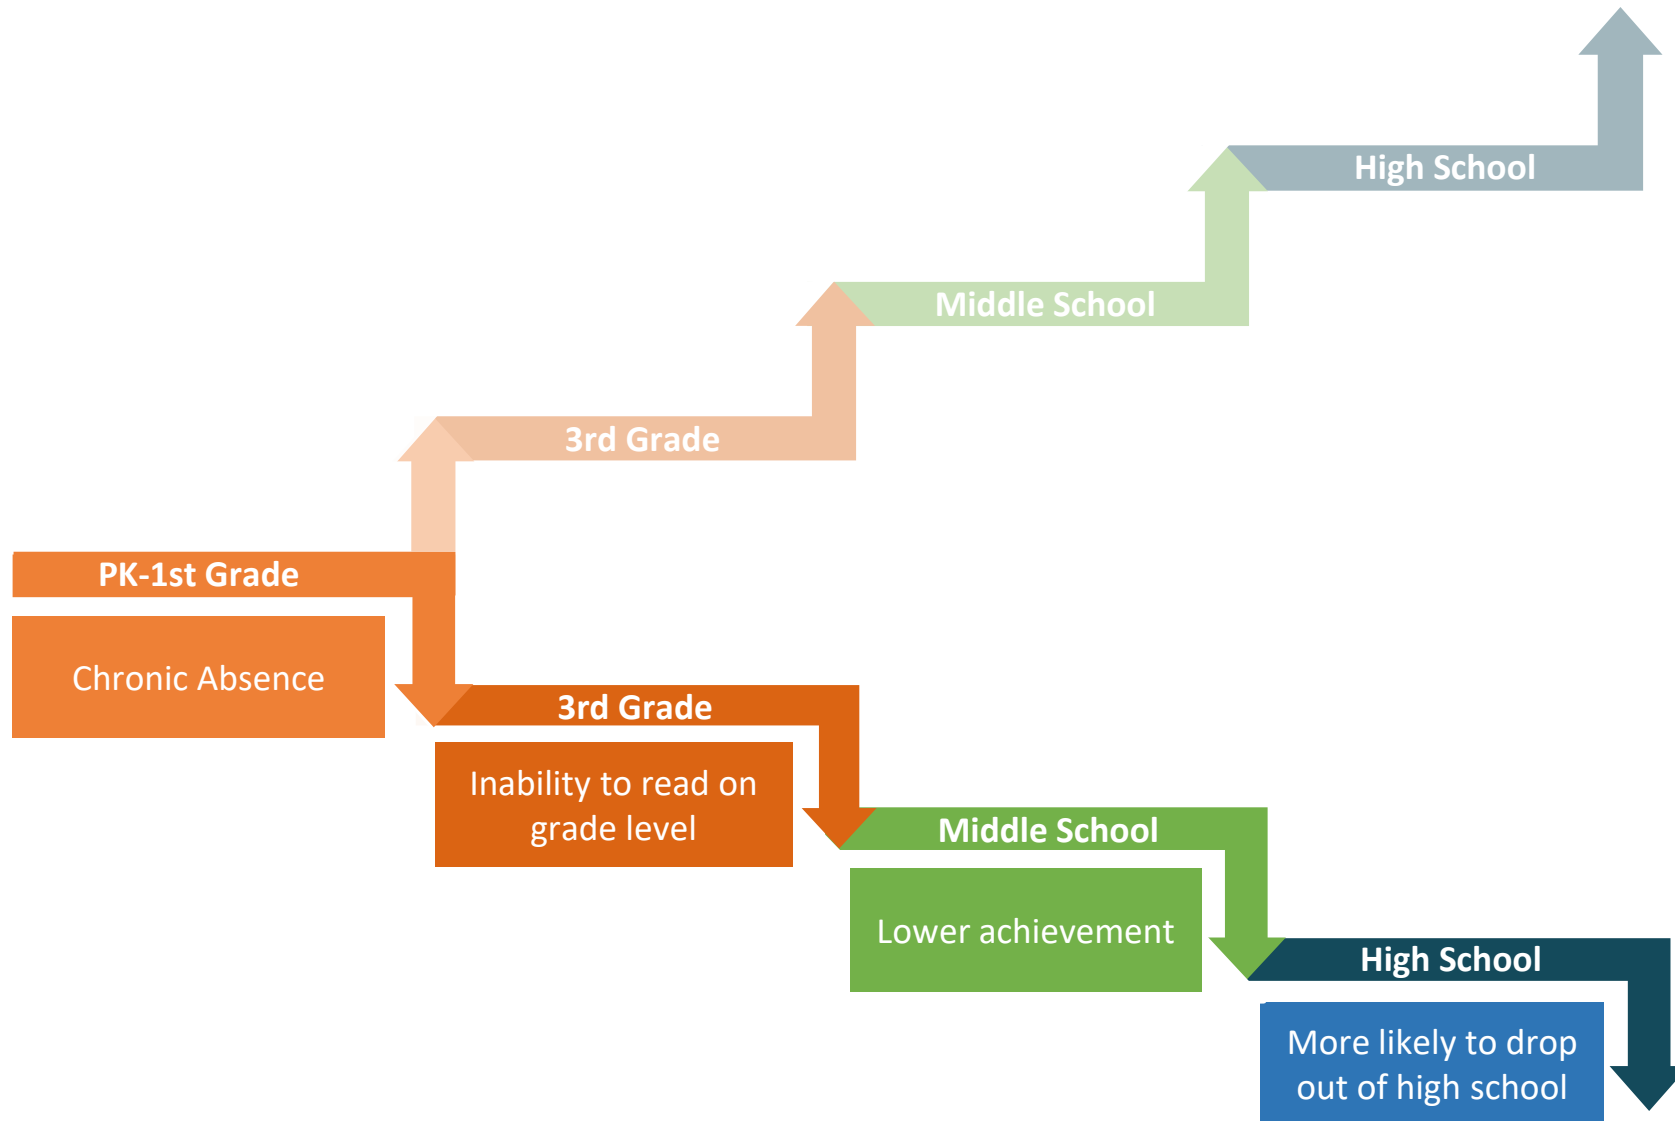 High School
Middle School
3rd Grade
PK-1st Grade
Chronic Absence
3rd Grade
Inability to read on
grade level
Middle School
Lower achievement
High School
More likely to drop
out of high school